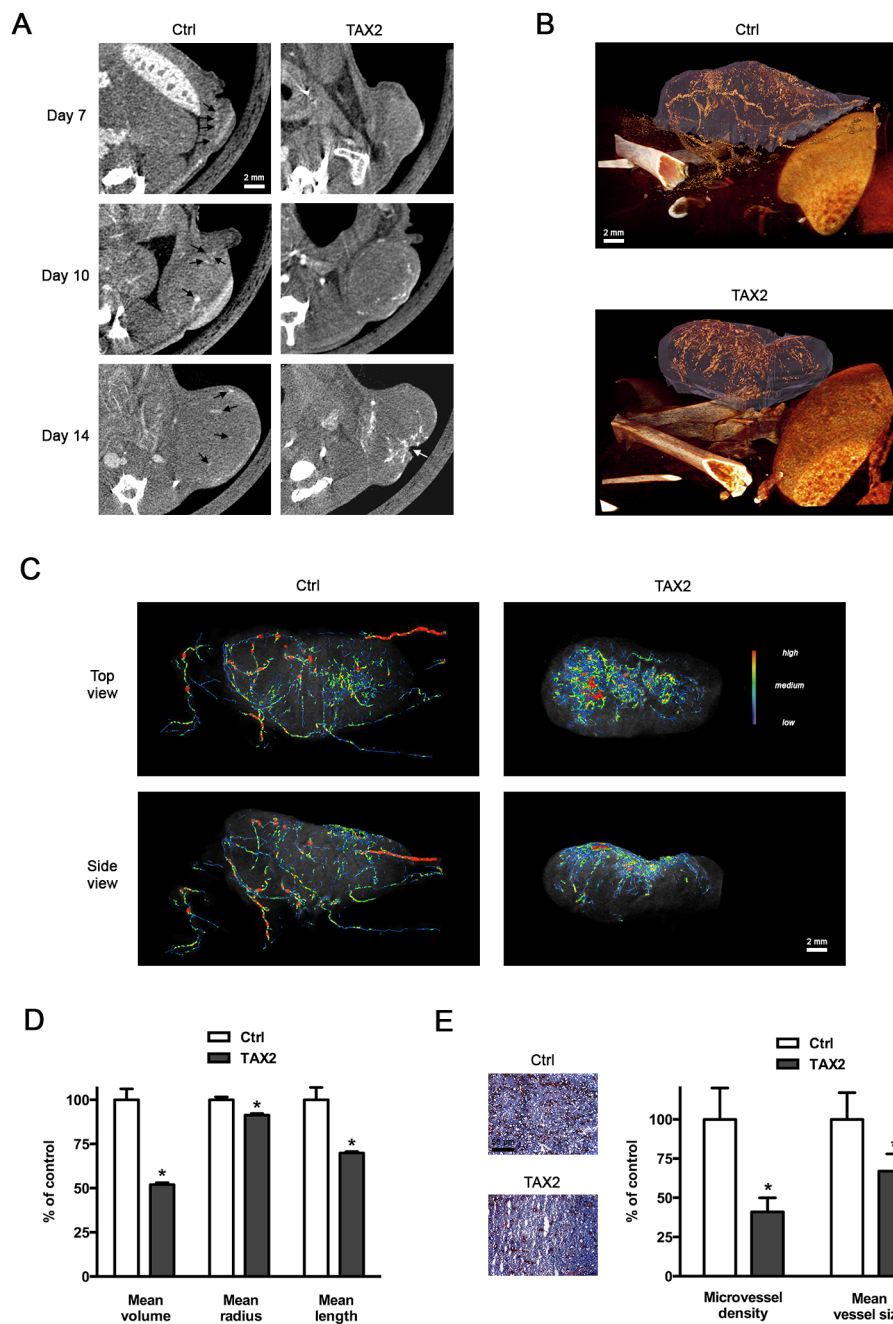 A
Ctrl
TAX2
Day 7
2 mm
Day 10
Day 14
B
Ctrl
2 mm
TAX2
C
Ctrl
TAX2
Top
view
high
medium
low
Side
view
2 mm
D
Ctrl
TAX2
% of control
100
75
50
25
0
*
*
*
Mean
volume
Mean
radius
Mean
length
E
Ctrl
TAX2
Ctrl
TAX2
% of control
100
75
50
25
0
*
*
Microvessel
density
Mean
vessel siz